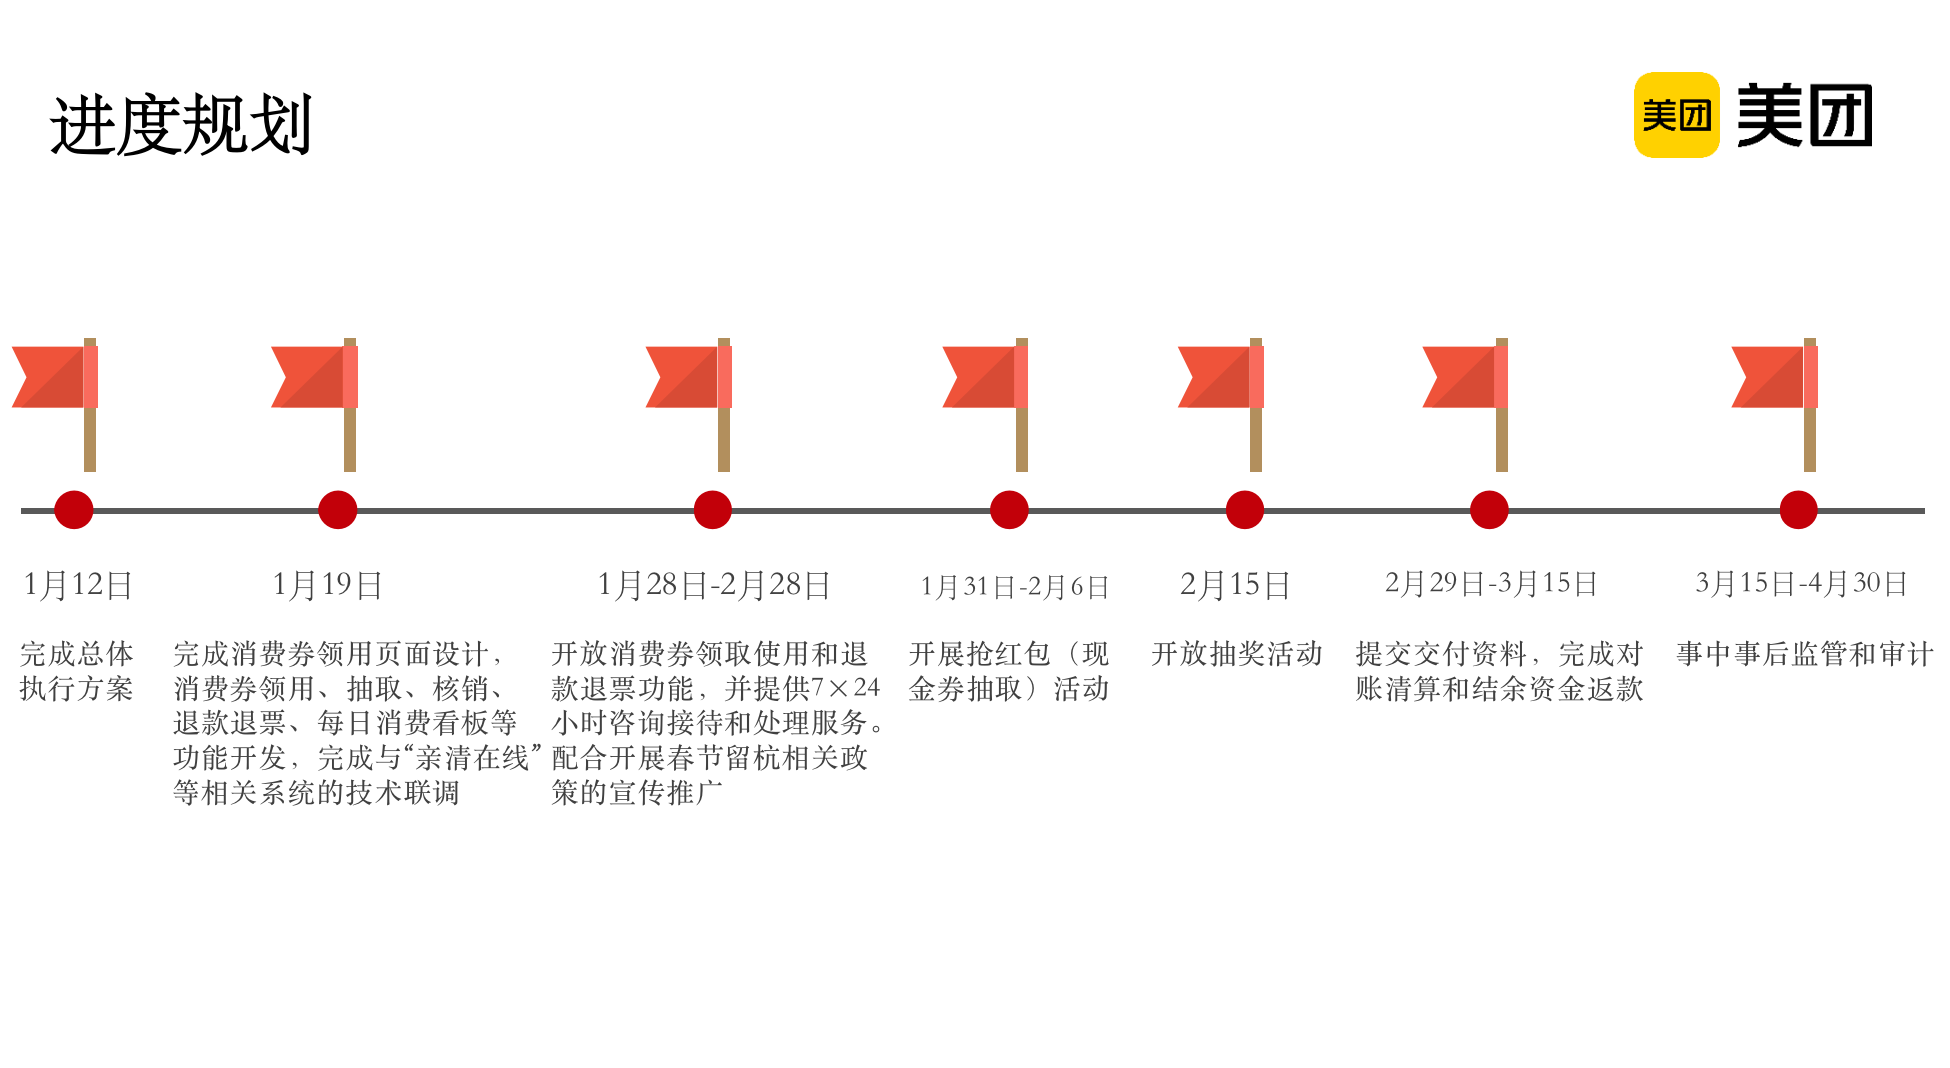 进度规划
美团 美团
1月12日
完成总体
执行方案
1月19日
完成消费券领用页面设计，
消费券领用、抽取、核销、
退款退票、每日消费看板等
功能开发，完成与“亲清在线”
等相关系统的技术联调
1月28日-2月28日
开放消费券领取使用和退
款退票功能，并提供7×24
小时咨询接待和处理服务。
配合开展春节留杭相关政
策的宣传推广
1月31日-2月6日
开展抢红包（现
金券抽取）活动
2月15日
开放抽奖活动
2月29日-3月15日
提交交付资料，完成对
账清算和结余资金返款
3月15日-4月30日
事中事后监管和审计